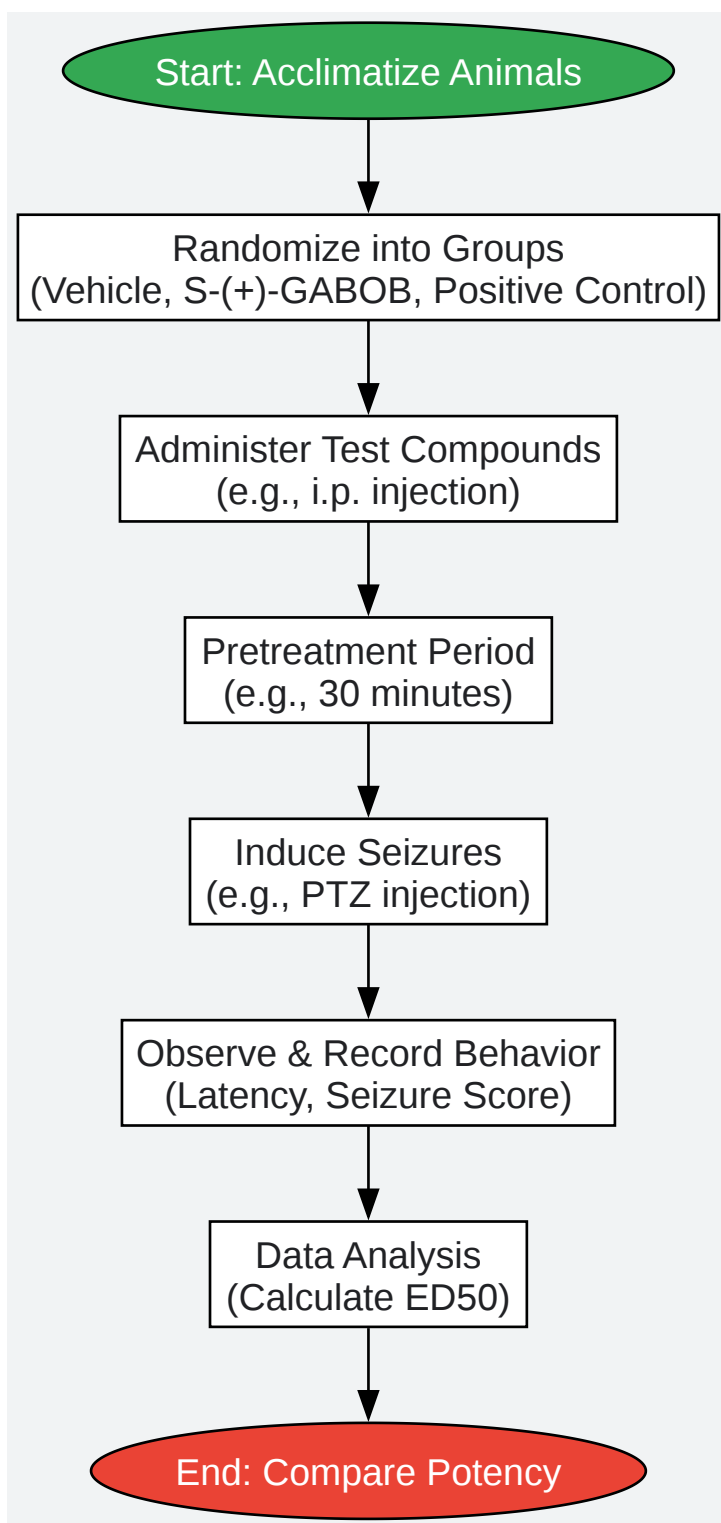 Start: Acclimatize Animals
Randomize into Groups
(Vehicle, S-(+)-GABOB, Positive Control)
Administer Test Compounds
(e.g., i.p. injection)
Pretreatment Period
(e.g., 30 minutes)
Induce Seizures
(e.g., PTZ injection)
Observe & Record Behavior
(Latency, Seizure Score)
Data Analysis
(Calculate ED50)
End: Compare Potency